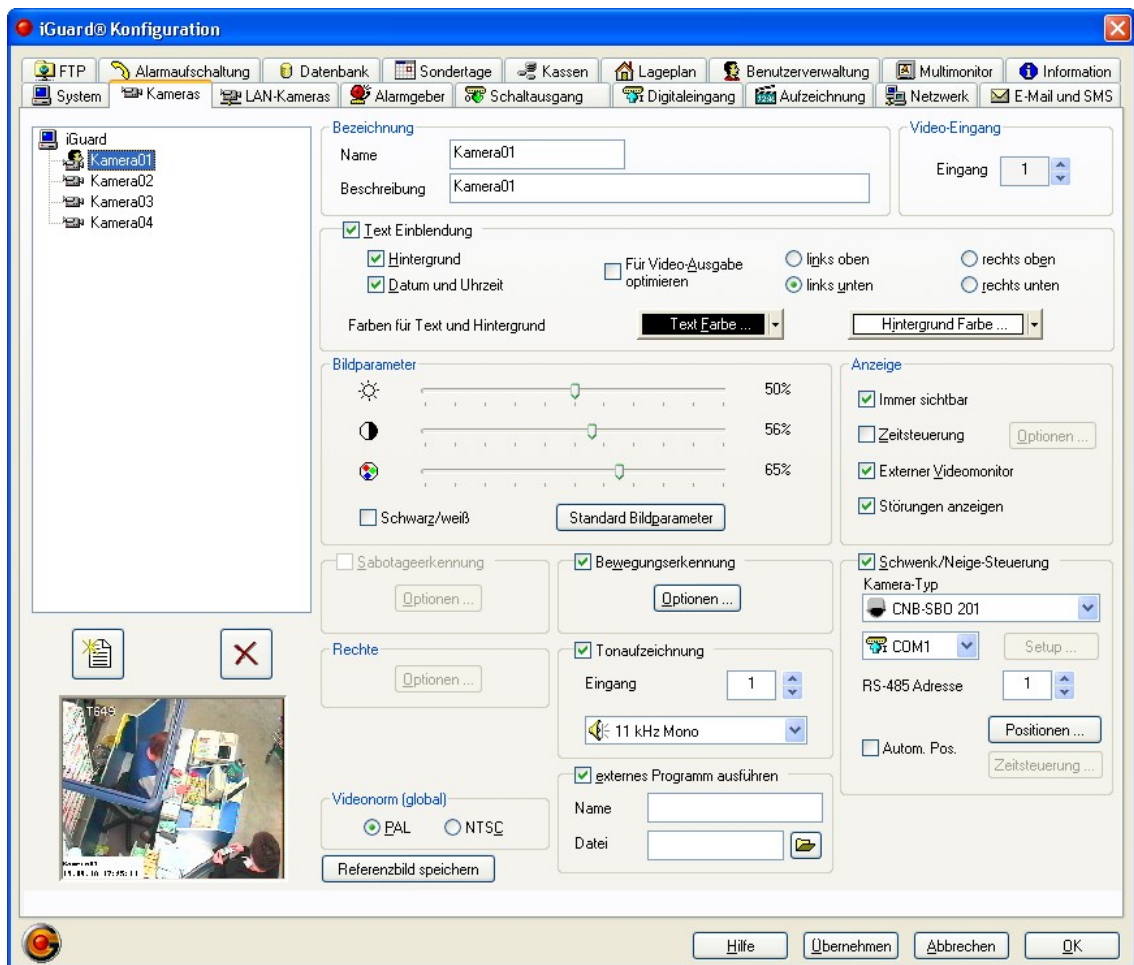 iGuard® Konfiguration
FTP Alarmaufschaltung Datenbank Sondertage Kassen Lageplan Benutzerverwaltung Multimonitor Information
System Kameras LAN-Kameras Alarmgeber Schaltausgang Digitaleingang Aufzeichnung Netzwerk E-Mail und SMS
iGuard
Kamera01
Kamera02
Kamera03
Kamera04
Bezeichnung
Name Kamera01
Beschreibung Kamera01
Video-Eingang
Eingang 1
Text Einblendung
Hintergrund
Datum und Uhrzeit
Für Video-Ausgabe
optimieren
links oben rechts oben
links unten rechts unten
Farben für Text und Hintergrund Text Farbe ... Hintergrund Farbe ...
Bildparameter
50%
56%
65%
Schwarz/weiß Standard Bildparameter
Anzeige
Immer sichtbar
Zeitsteuerung Optionen ...
Externer Videomonitor
Störungen anzeigen
Sabotageerkennung
Optionen ...
Bewegungserkennung
Optionen ...
Schwenk/Neige-Steuerung
Kamera-Typ
CNB-SBO 201
COM1 Setup ...
RS-485 Adresse 1
Positionen ...
Autom. Pos.
Zeitsteuerung ...
Rechte
Optionen ...
Tonaufzeichnung
Eingang 1
11 kHz Mono
externes Programm ausführen
Name
Datei
Videonorm (global)
PAL NTSC
Referenzbild speichern
T649
Kamera01
Hilfe Übernehmen Abbrechen OK